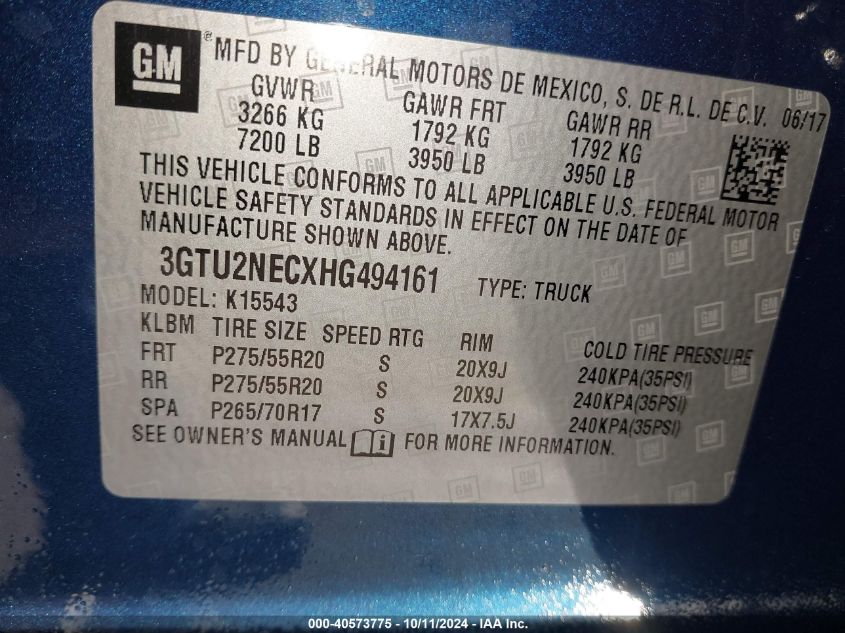 GM
®MFD BY GENERAL MOTORS DE MEXICO, S. DE R.L. DE C.V. 06/17
GVWR GAWR FRT GAWR RR
3266 KG 1792 KG 1792 KG
7200 LB 3950 LB 3950 LB
THIS VEHICLE CONFORMS TO ALL APPLICABLE U.S. FEDERAL MOTOR
VEHICLE SAFETY STANDARDS IN EFFECT ON THE DATE OF
MANUFACTURE SHOWN ABOVE.
3GTU2NECXHG494161 TYPE: TRUCK
MODEL: K15543
KLBM TIRE SIZE SPEED RTG RIM COLD TIRE PRESSURE
FRT P275/55R20 S 20X9J 240KPA(35PSI)
RR P275/55R20 S 20X9J 240KPA(35PSI)
SPA P265/70R17 S 17X7.5J 240KPA(35PSI)
SEE OWNER'S MANUAL FOR MORE INFORMATION.
000-40573775 - 10/11/2024 - IAA Inc.